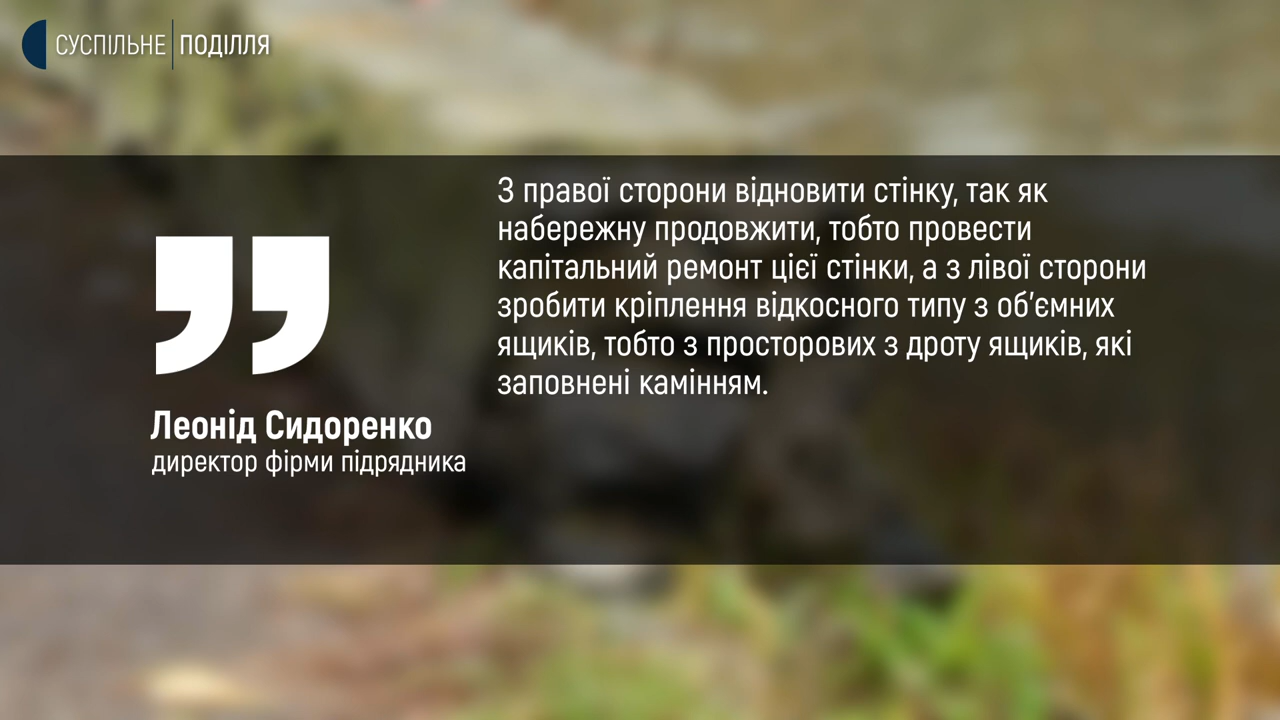 СУСПІЛЬНЕ ПОДІЛЛЯ
З правої сторони відновити стінку, так як
набережну продовжити, тобто провести
капітальний ремонт цієї стінки, а з лівої сторони
зробити кріплення відкосного типу з об’ємних
ящиків, тобто з просторових з дроту ящиків, які
заповнені камінням.
Леонід Сидоренко
директор фірми підрядника